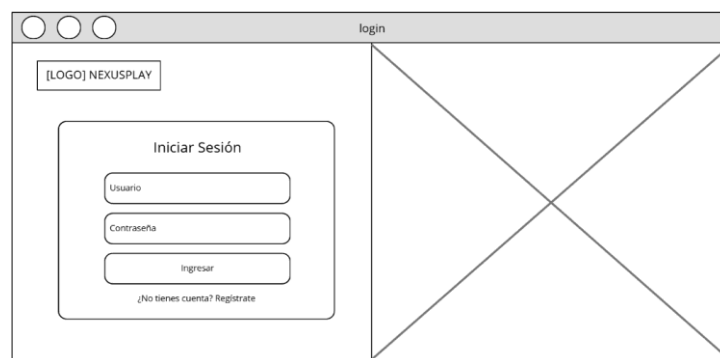 login
[LOGO] NEXUSPLAY
Iniciar Sesión
Usuario
Contraseña
Ingresar
¿No tienes cuenta? Regístrate